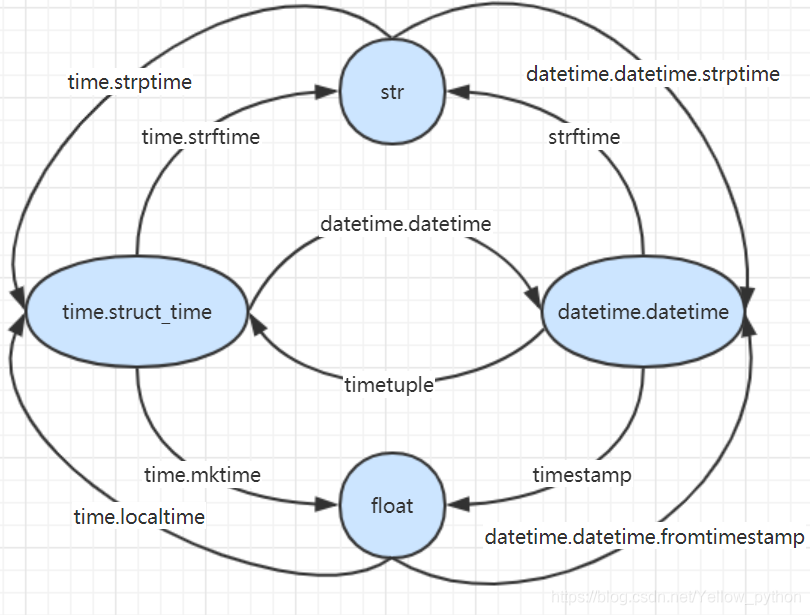 time.strptime
datetime.datetime.strptime
str
time.strftime
strftime
datetime.datetime
time.struct_time
datetime.datetime
timetuple
time.mktime
timestamp
float
time.localtime
datetime.datetime.fromtimestamp
https://blog.csdn.net/Yellow_python